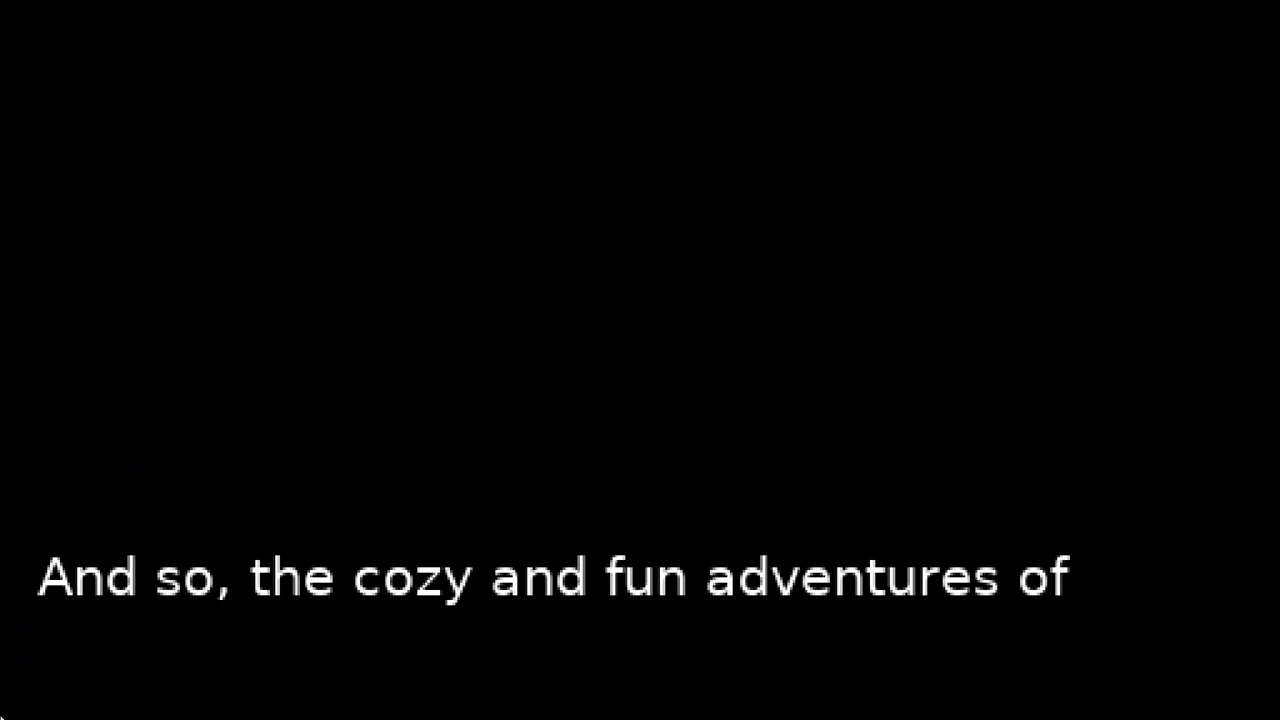 And so, the cozy and fun adventures of